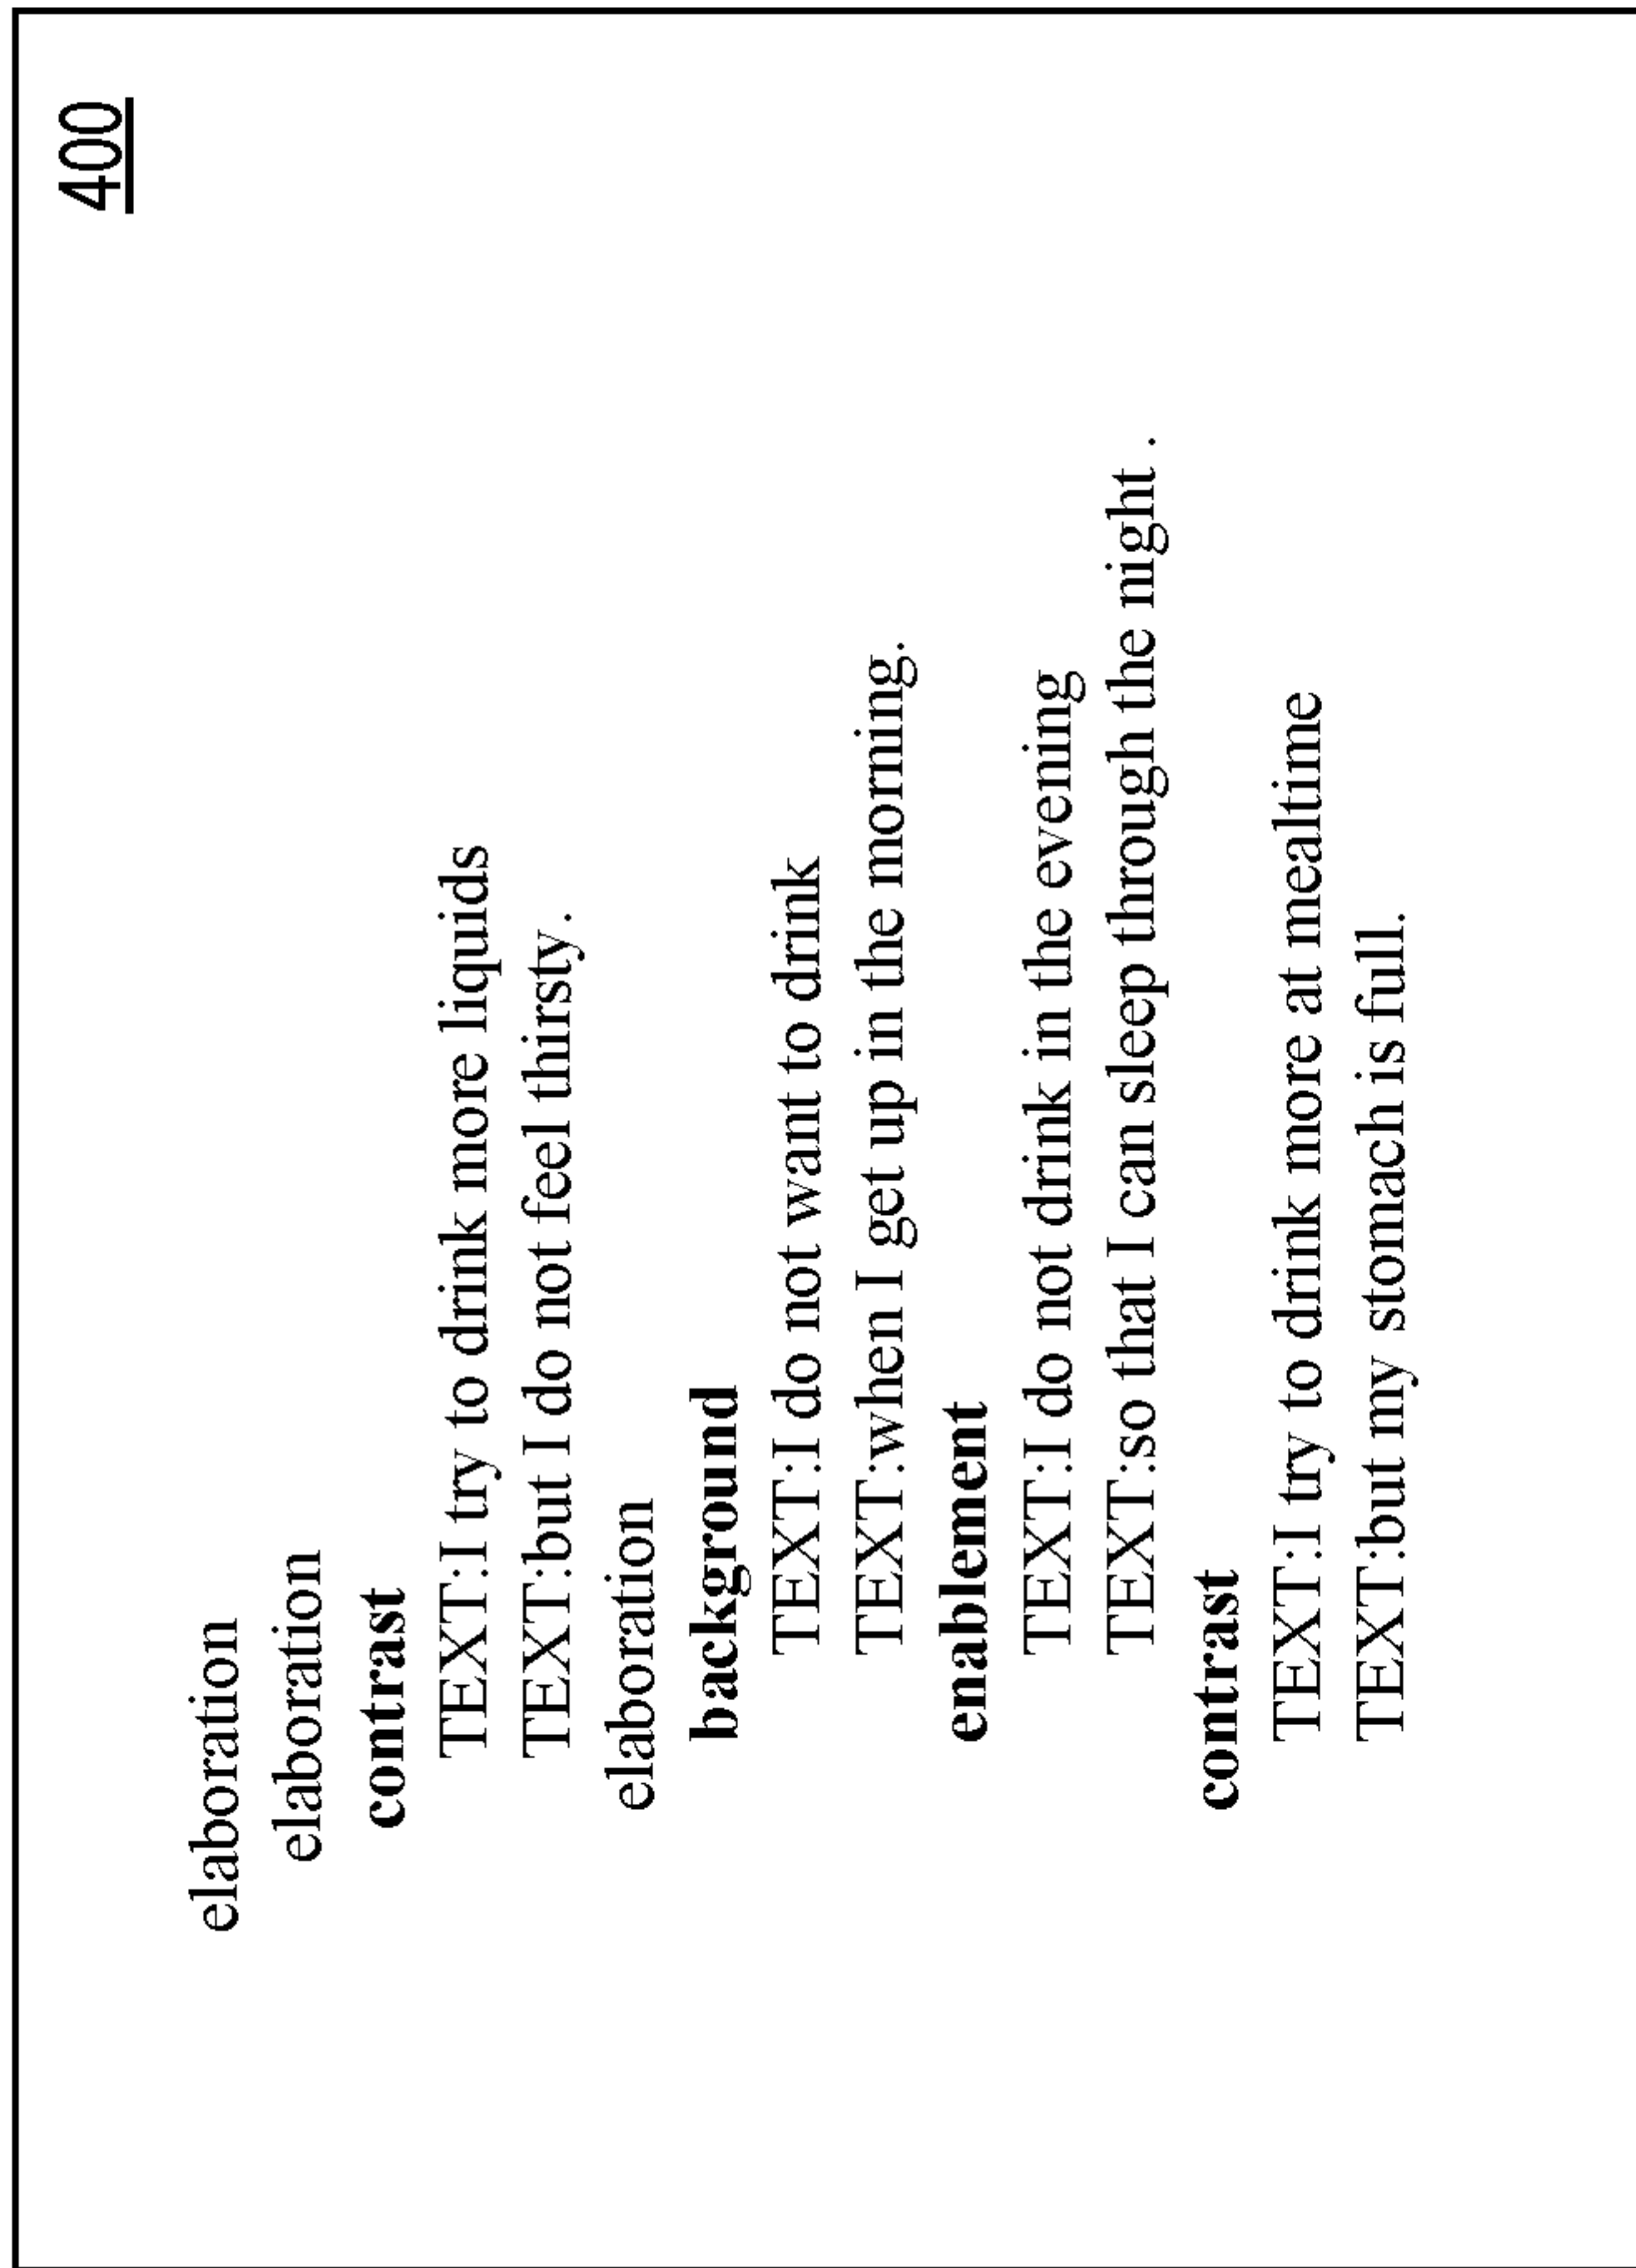 400
elaboration
elaboration
contrast
TEXT:I try to drink more liquids
TEXT:but I do not feel thirsty.
elaboration
background
TEXT:I do not want to drink
TEXT:when I get up in the morning.
enablement
TEXT:I do not drink in the evening
TEXT:so that I can sleep through the night .
contrast
TEXT:I try to drink more at mealtime
TEXT:but my stomach is full.